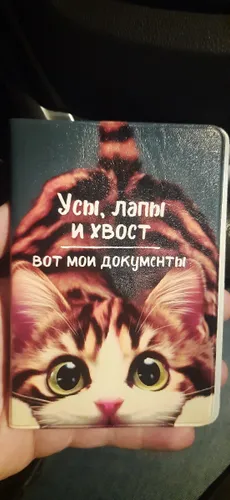 Усы, лапы
и хвост
вот мои документы